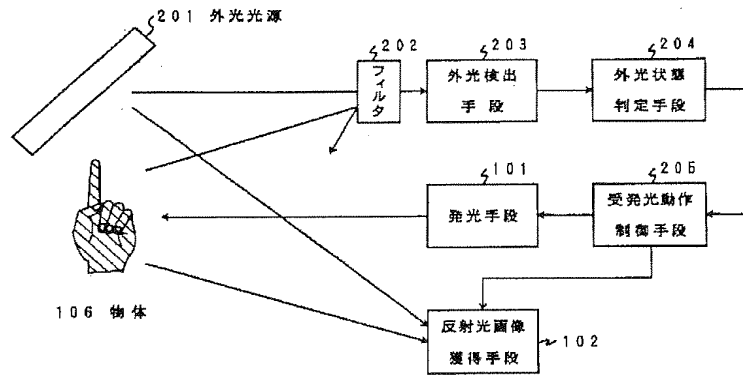 201 外光光源
202
フィルタ
203
外光検出
手段
204
外光状態
判定手段
101
発光手段
205
受発光動作
制御手段
106 物体
反射光画像
獲得手段
102